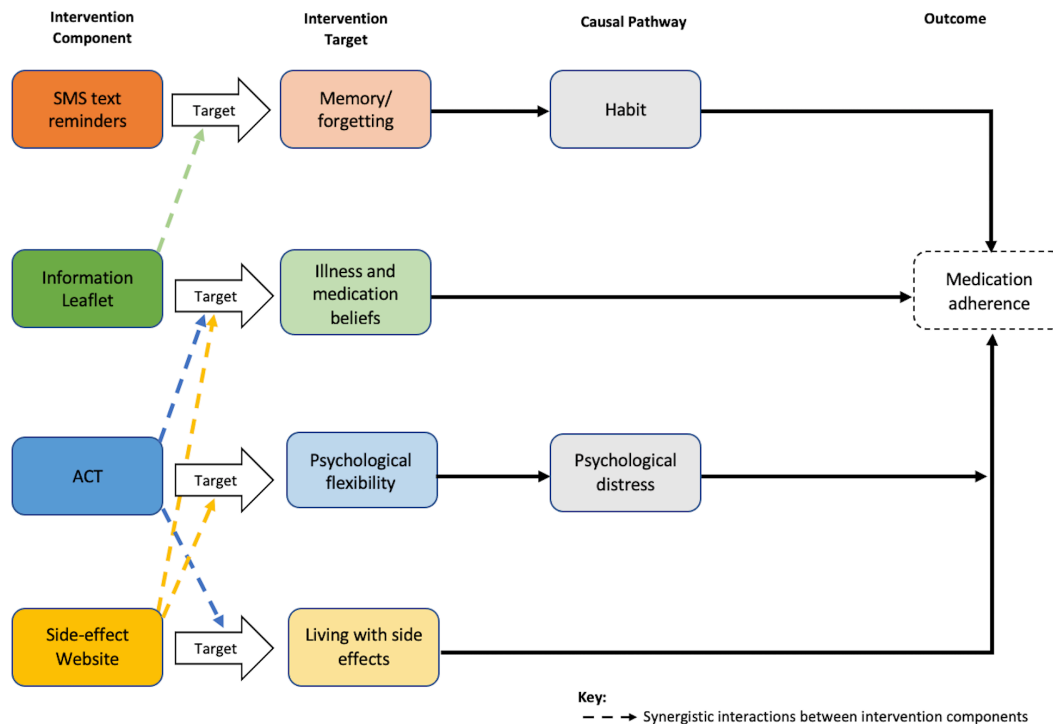 Intervention
Component
Intervention
Target
Causal Pathway
Outcome
SMS text
reminders
Target
Memory/
forgetting
Habit
Information
Leaflet
Target
Illness and
medication
beliefs
Medication
adherence
ACT
Target
Psychological
flexibility
Psychological
distress
Side-effect
Website
Target
Living with side
effects
Key:
Synergistic interactions between intervention components